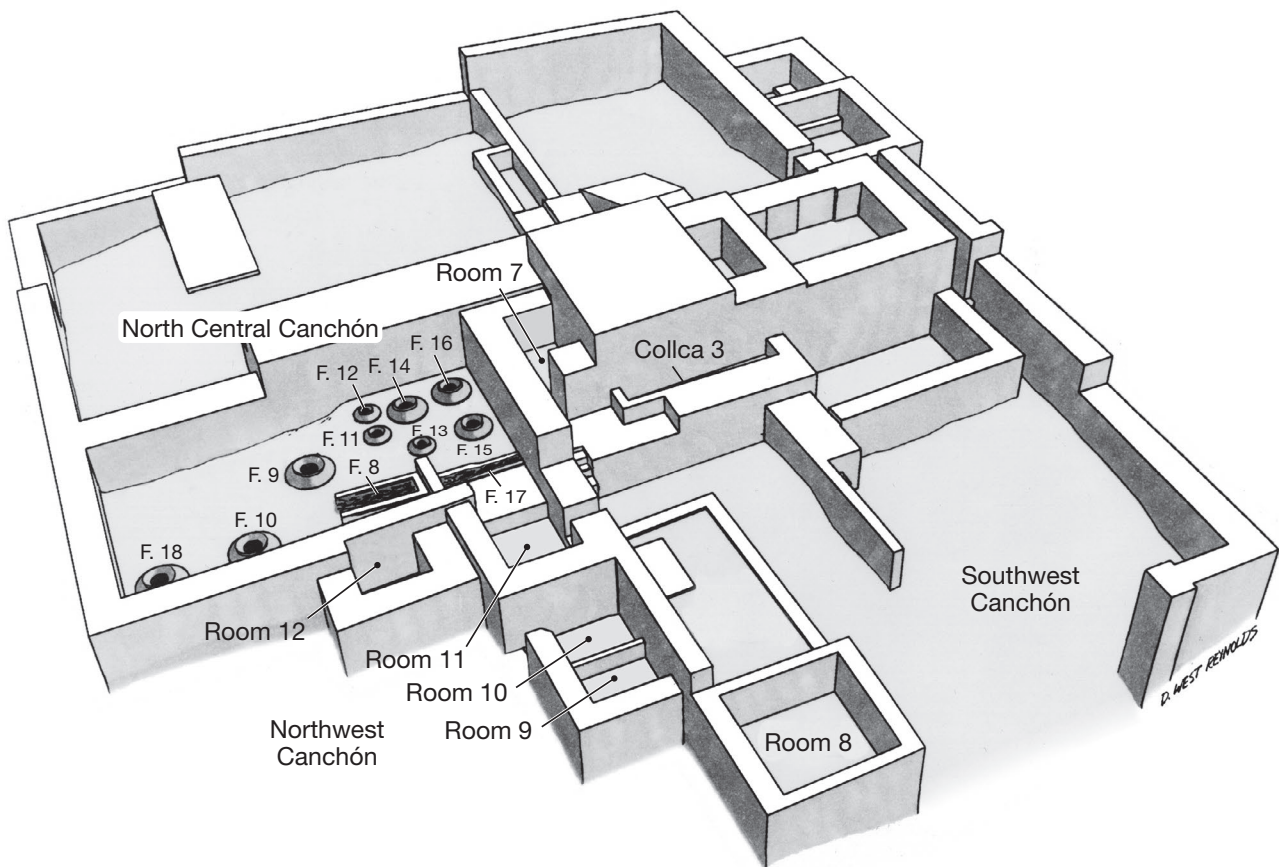 Room 7
North Central Canchón
F. 16
Collca 3
F. 14
F. 12
F. 11
F. 13
F. 15
F. 9
F. 8
F. 17
F. 10
F. 18
Southwest
Canchón
Room 12
Room 11
Room 10
Room 9
Northwest
Canchón
Room 8
D. WEST REYNOLDS